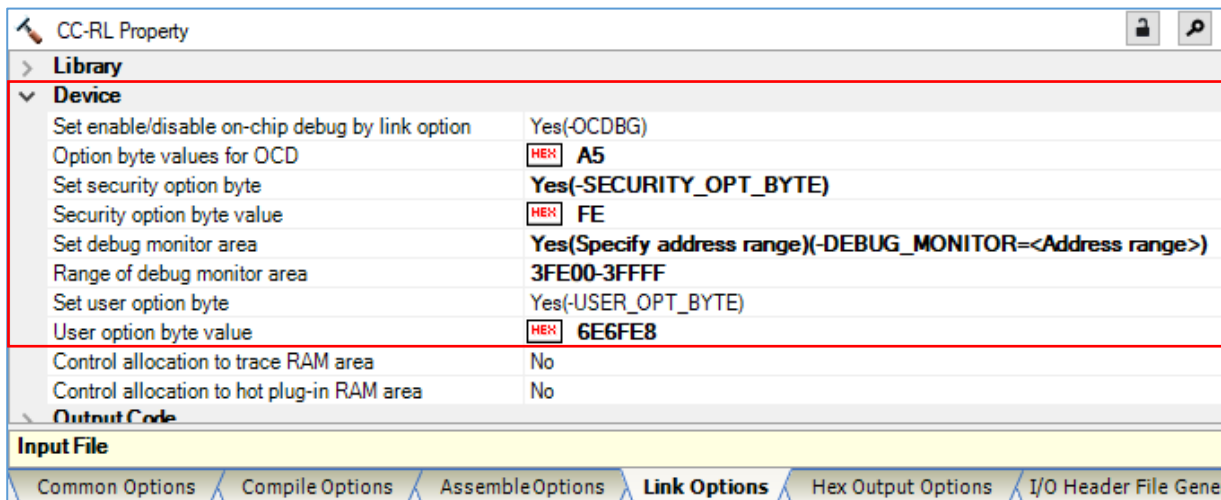 CC-RL Property
Library
Device
Set enable/disable on-chip debug by link option Yes(-OCDBG)
Option byte values for OCD HEX A5
Set security option byte Yes(-SECURITY_OPT_BYTE)
Security option byte value HEX FE
Set debug monitor area Yes(Specify address range)(-DEBUG_MONITOR=<Address range>)
Range of debug monitor area 3FE00-3FFFF
Set user option byte Yes(-USER_OPT_BYTE)
User option byte value HEX 6E6FE8
Control allocation to trace RAM area No
Control allocation to hot plug-in RAM area No
Output Code
Input File
Common Options Compile Options Assemble Options Link Options Hex Output Options I/O Header File Gene